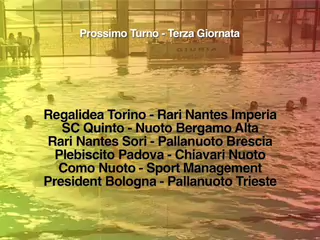 Prossimo Turno - Terza Giornata
Regalidea Torino - Rari Nantes Imperia
SC Quinto - Nuoto Bergamo Alta
Rari Nantes Sori - Pallanuoto Brescia
Plebiscito Padova - Chiavari Nuoto
Como Nuoto - Sport Management
President Bologna - Pallanuoto Trieste